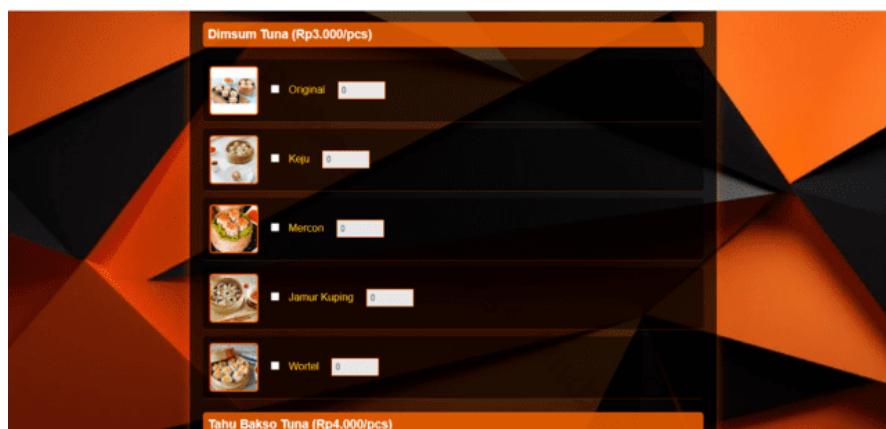 Dimsum Tuna (Rp3.000/pcs)
Original 0
Keju 0
Mercon 0
Jamur Kuping 0
Wortel 0
Tahu Bakso Tuna (Rp4.000/pcs)